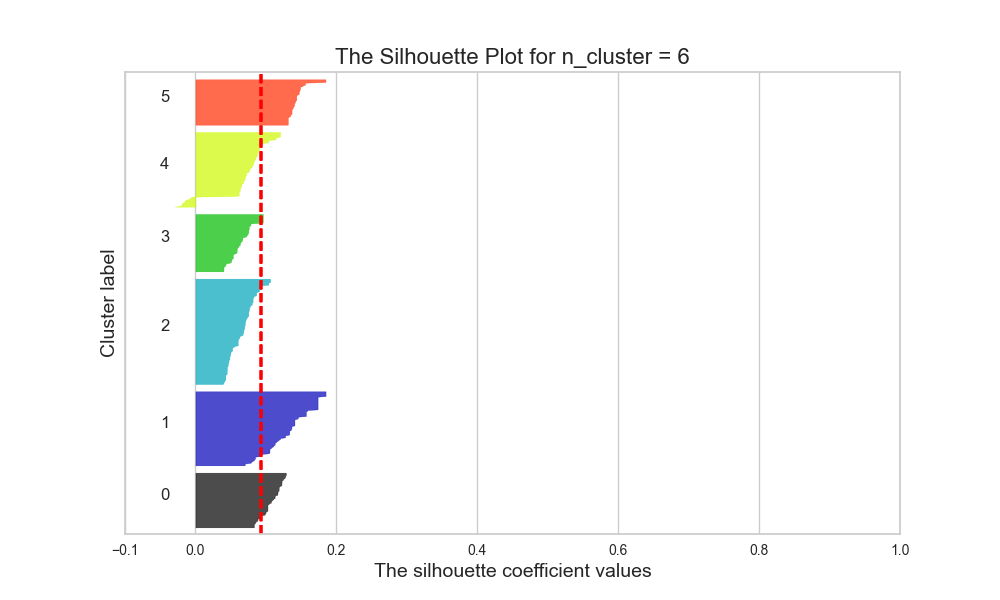 The Silhouette Plot for n_cluster = 6
5
4
3
2
1
0
Cluster label
−0.1 0.0 0.2 0.4 0.6 0.8 1.0
The silhouette coefficient values